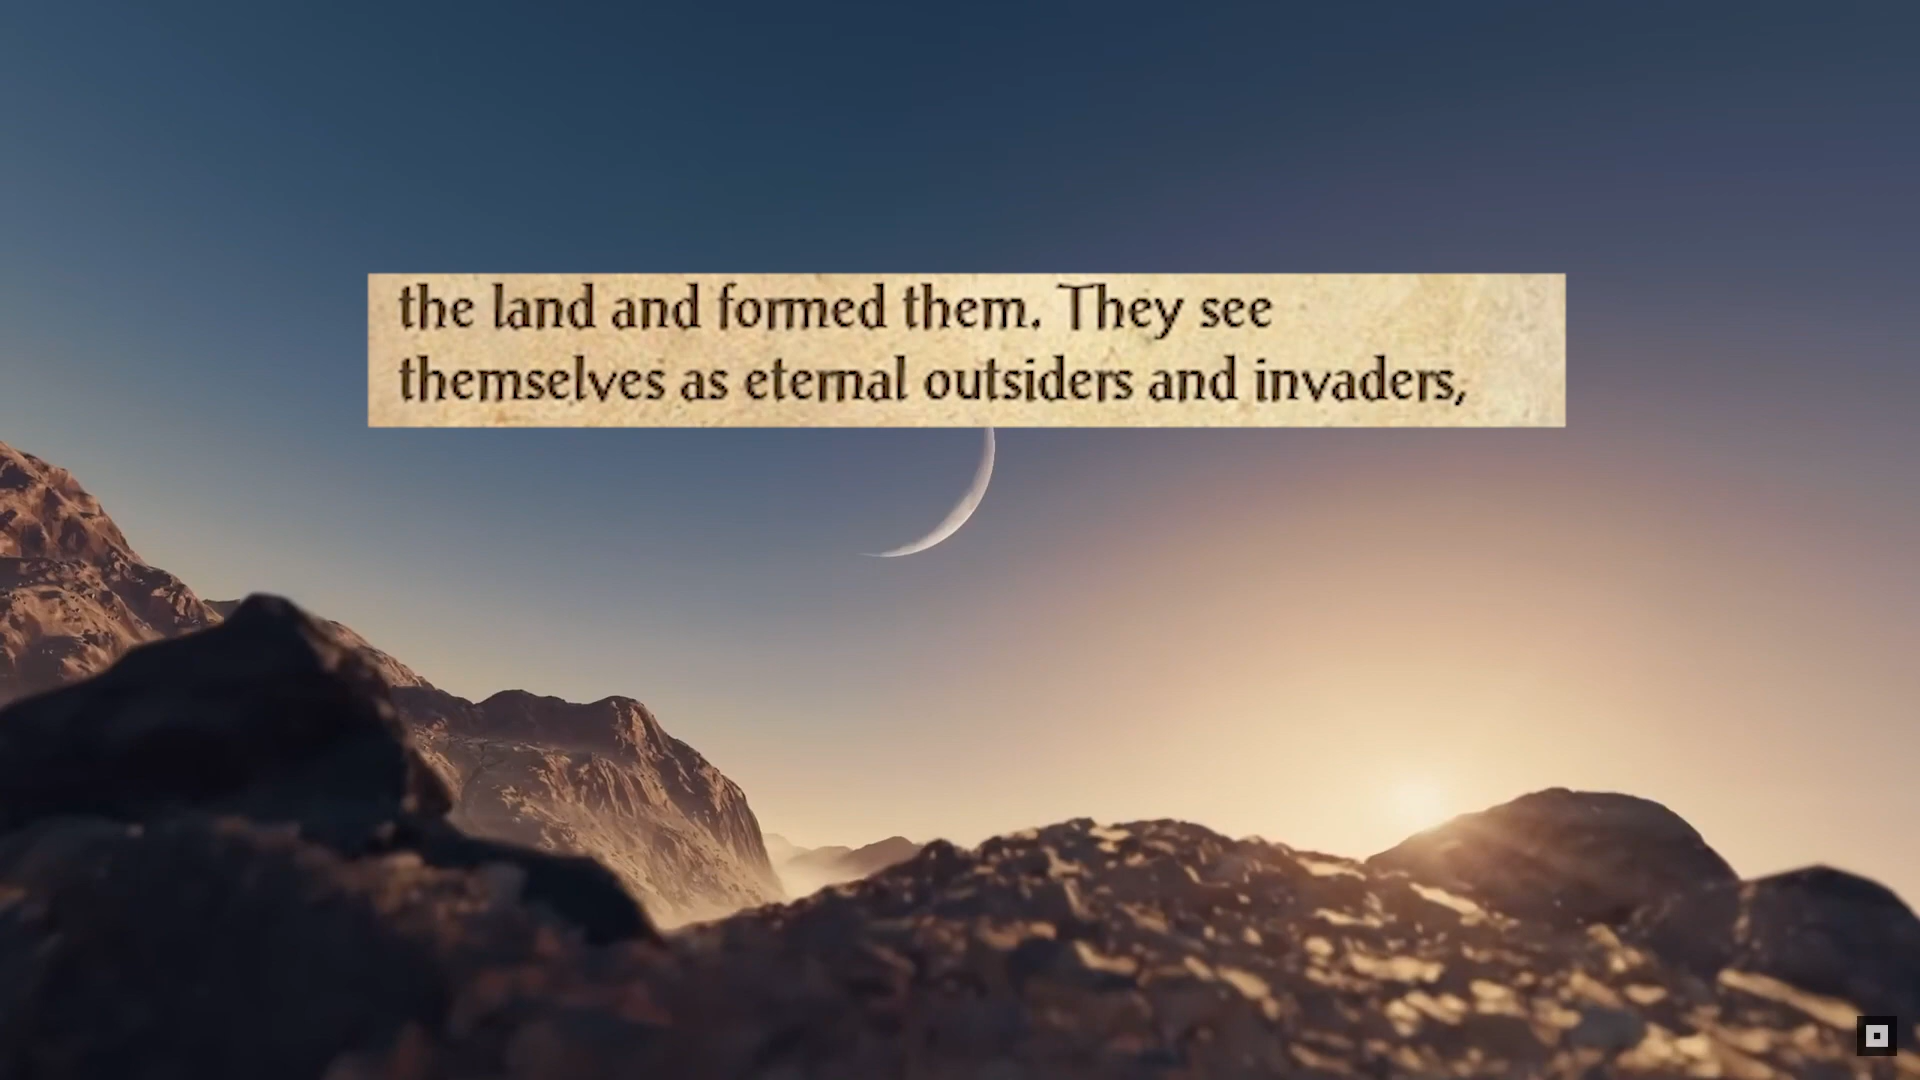 the land and formed them. They see
themselves as eternal outsiders and invaders,